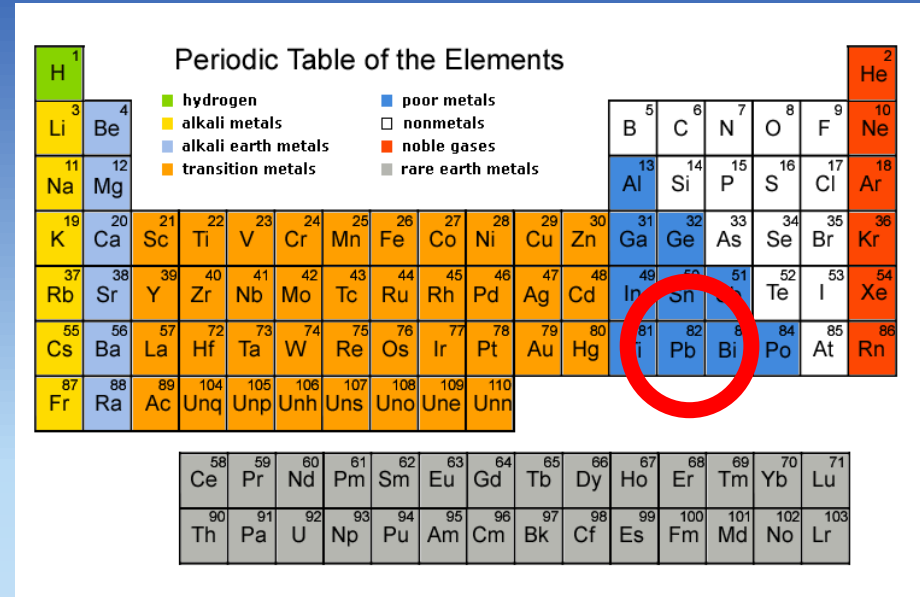 Periodic Table of the Elements
1 2
H He
hydrogen poor metals
alkali metals nonmetals
alkali earth metals noble gases
transition metals rare earth metals
3 4 5 6 7 8 9 10
Li Be B C N O F Ne
11 12 13 14 15 16 17 18
Na Mg Al Si P S Cl Ar
19 20 21 22 23 24 25 26 27 28 29 30 31 32 33 34 35 36
K Ca Sc Ti V Cr Mn Fe Co Ni Cu Zn Ga Ge As Se Br Kr
37 38 39 40 41 42 43 44 45 46 47 48 49 51 52 53 54
Rb Sr Y Zr Nb Mo Tc Ru Rh Pd Ag Cd In Sn Te I Xe
55 56 57 72 73 74 75 76 77 78 79 80 81 82 84 85 86
Cs Ba La Hf Ta W Re Os Ir Pt Au Hg Pb Bi Po At Rn
87 88 89 104 105 106 107 108 109 110
Fr Ra Ac Unq Unp Unh Uns Uno Une Unn
58 59 60 61 62 63 64 65 66 67 68 69 70 71
Ce Pr Nd Pm Sm Eu Gd Tb Dy Ho Er Tm Yb Lu
90 91 92 93 94 95 96 97 98 99 100 101 102 103
Th Pa U Np Pu Am Cm Bk Cf Es Fm Md No Lr